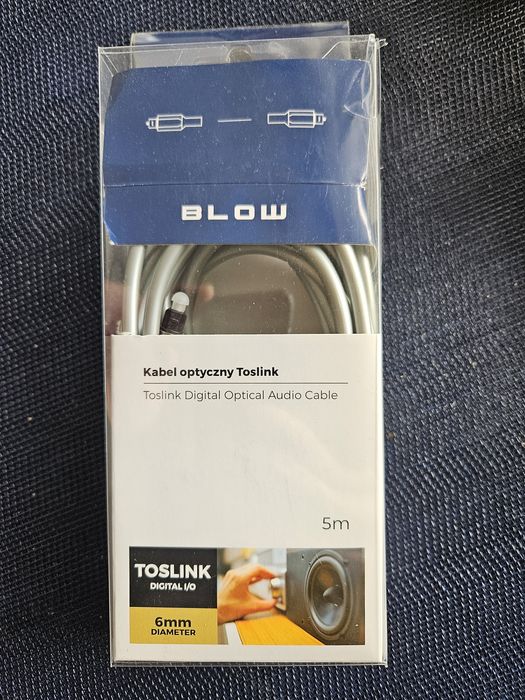 BLOW
Kabel optyczny Toslink
Toslink Digital Optical Audio Cable
5m
TOSLINK
DIGITAL I/O
6mm
DIAMETER